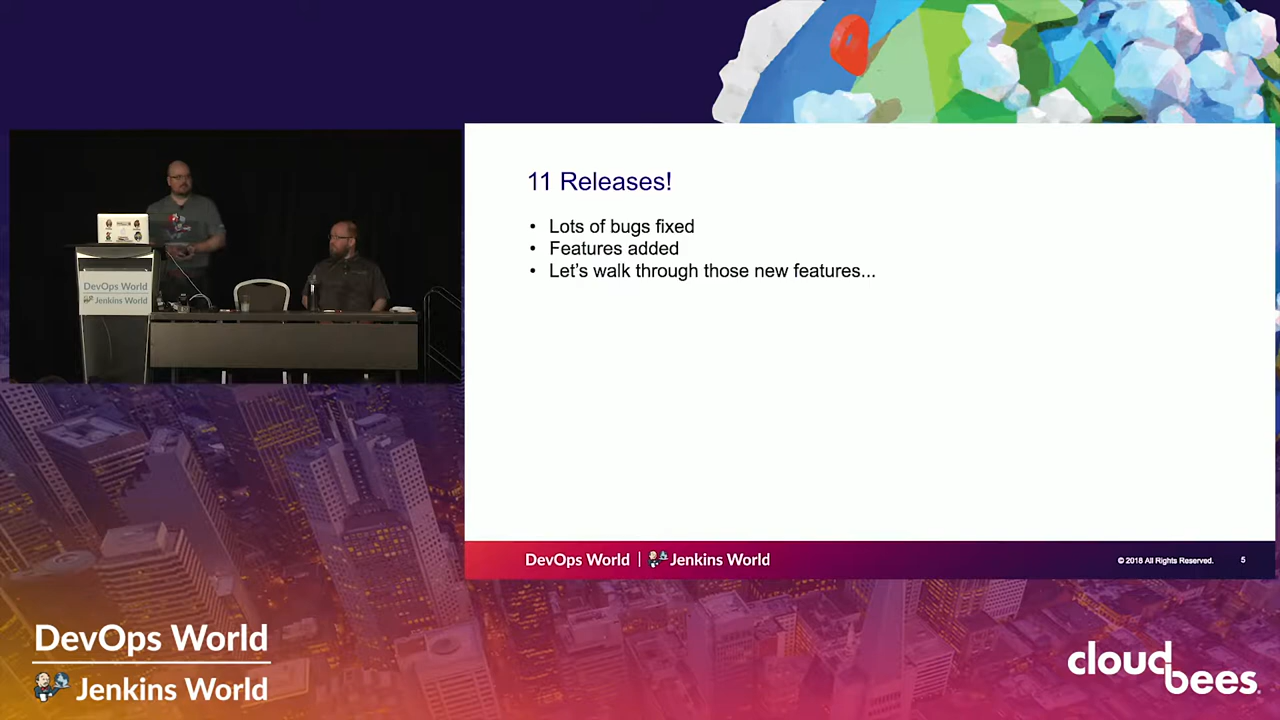 11 Releases!
• Lots of bugs fixed
• Features added
• Let's walk through those new features...
DevOps World
Jenkins World
DevOps World | Jenkins World
© 2018 All Rights Reserved.
5
DevOps World
Jenkins World
cloudbees.